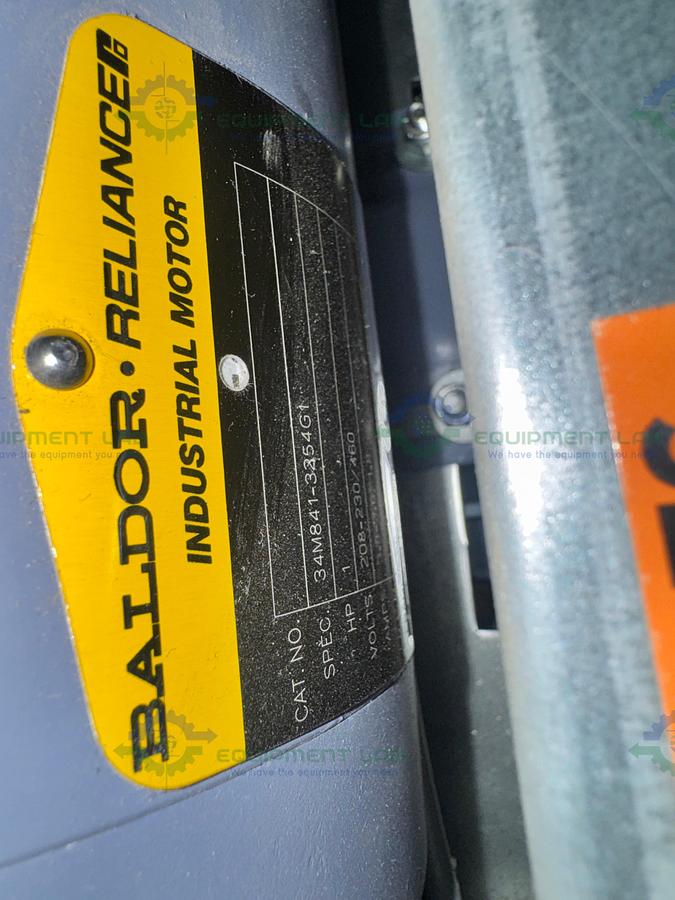 BALDOR • RELIANCE
INDUSTRIAL MOTOR
CAT. NO.
SPEC. 34M841-3254G1
HP 1
VOLTS 208-230/460
EQUIPMENT LAB
We have the equipment you need